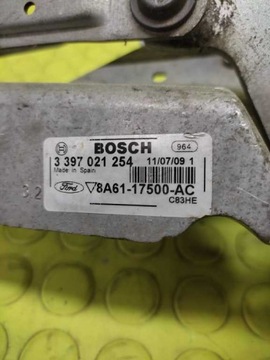 BOSCH 964
3 397 021 254 11/07/09 1
Made in Spain
32
Ford 8A61-17500-AC
C83HE